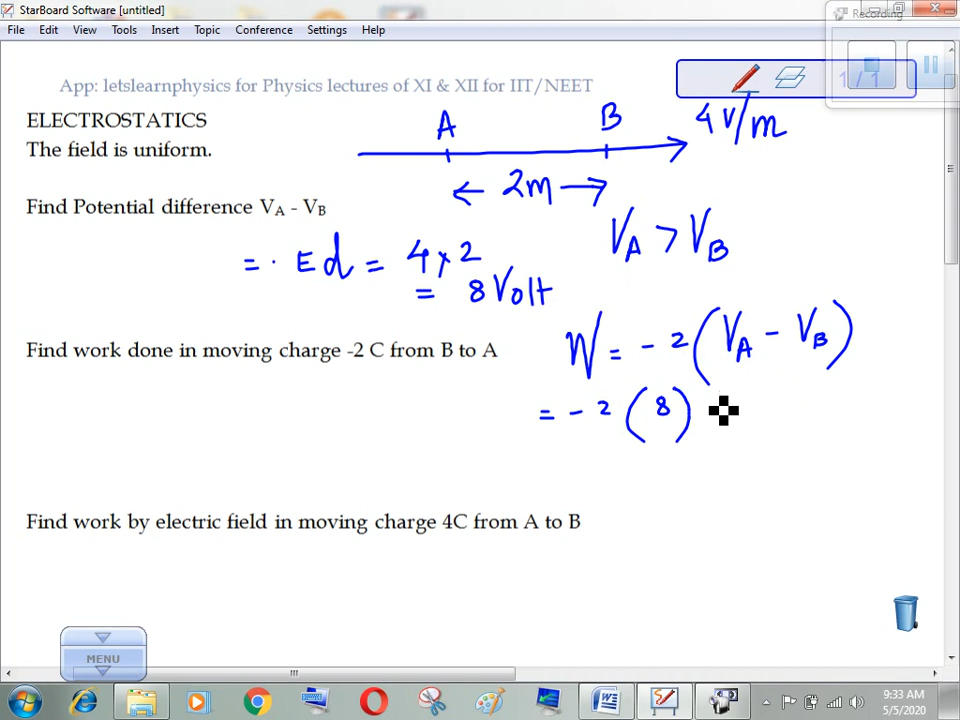 StarBoard Software [untitled]
Recording
File Edit View Tools Insert Topic Conference Settings Help
1 / 1
App: letslearnphysics for Physics lectures of XI & XII for IIT/NEET
ELECTROSTATICS
A B 4 V/m
The field is uniform.
← 2m →
Find Potential difference VA - VB
VA > VB
= . Ed = 4 x 2
= 8 Volt
Find work done in moving charge -2 C from B to A
W = - 2 (VA - VB)
= - 2 (8)
Find work by electric field in moving charge 4C from A to B
MENU
9:33 AM
5/5/2020